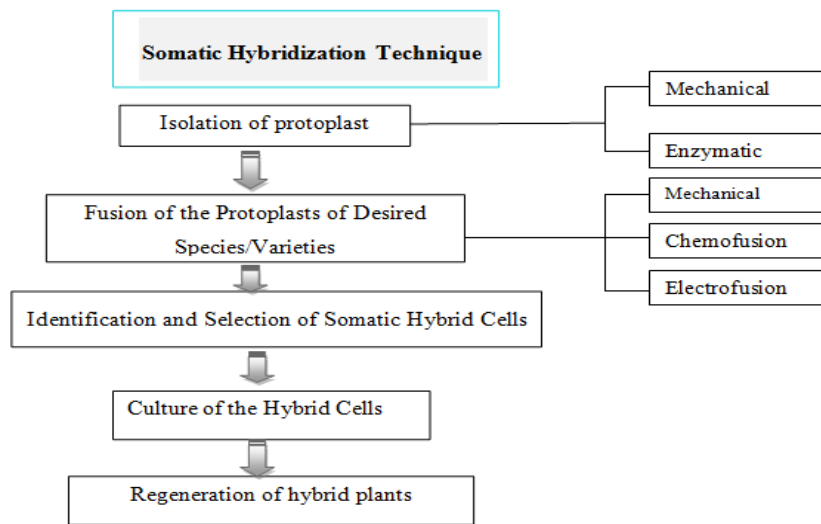 Somatic Hybridization Technique
Isolation of protoplast
Mechanical
Enzymatic
Fusion of the Protoplasts of Desired
Species/Varieties
Mechanical
Chemofusion
Electrofusion
Identification and Selection of Somatic Hybrid Cells
Culture of the Hybrid Cells
Regeneration of hybrid plants